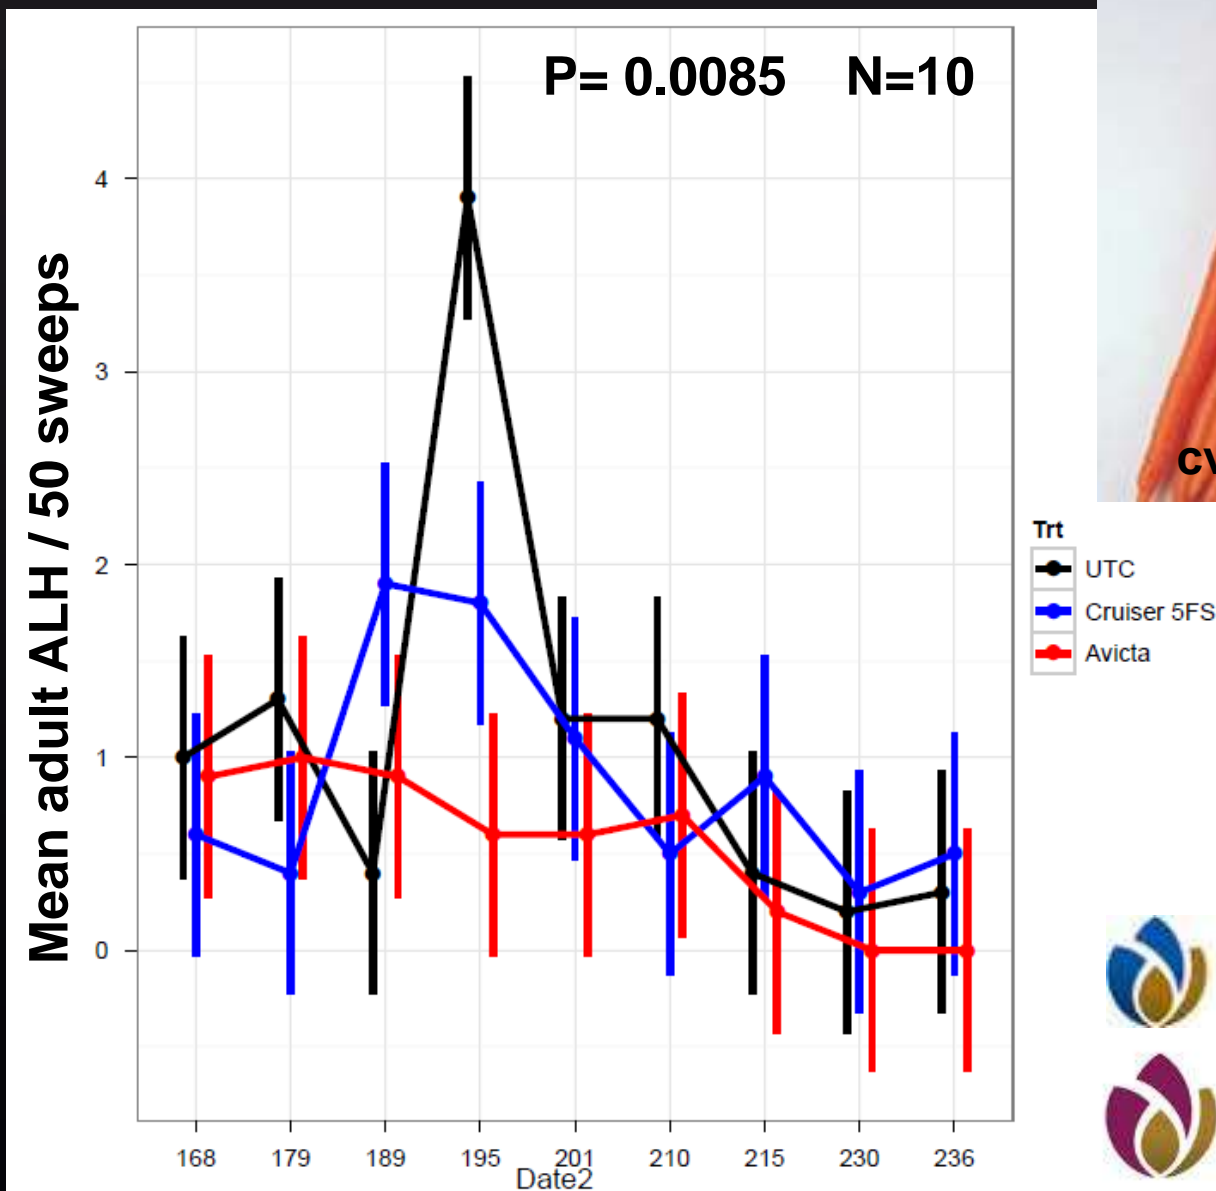 P= 0.0085 N=10
Mean adult ALH / 50 sweeps
4
3
2
1
0
168 179 189 195 201 210 215 230 236
Date2
cv
Trt
UTC
Cruiser 5FS
Avicta